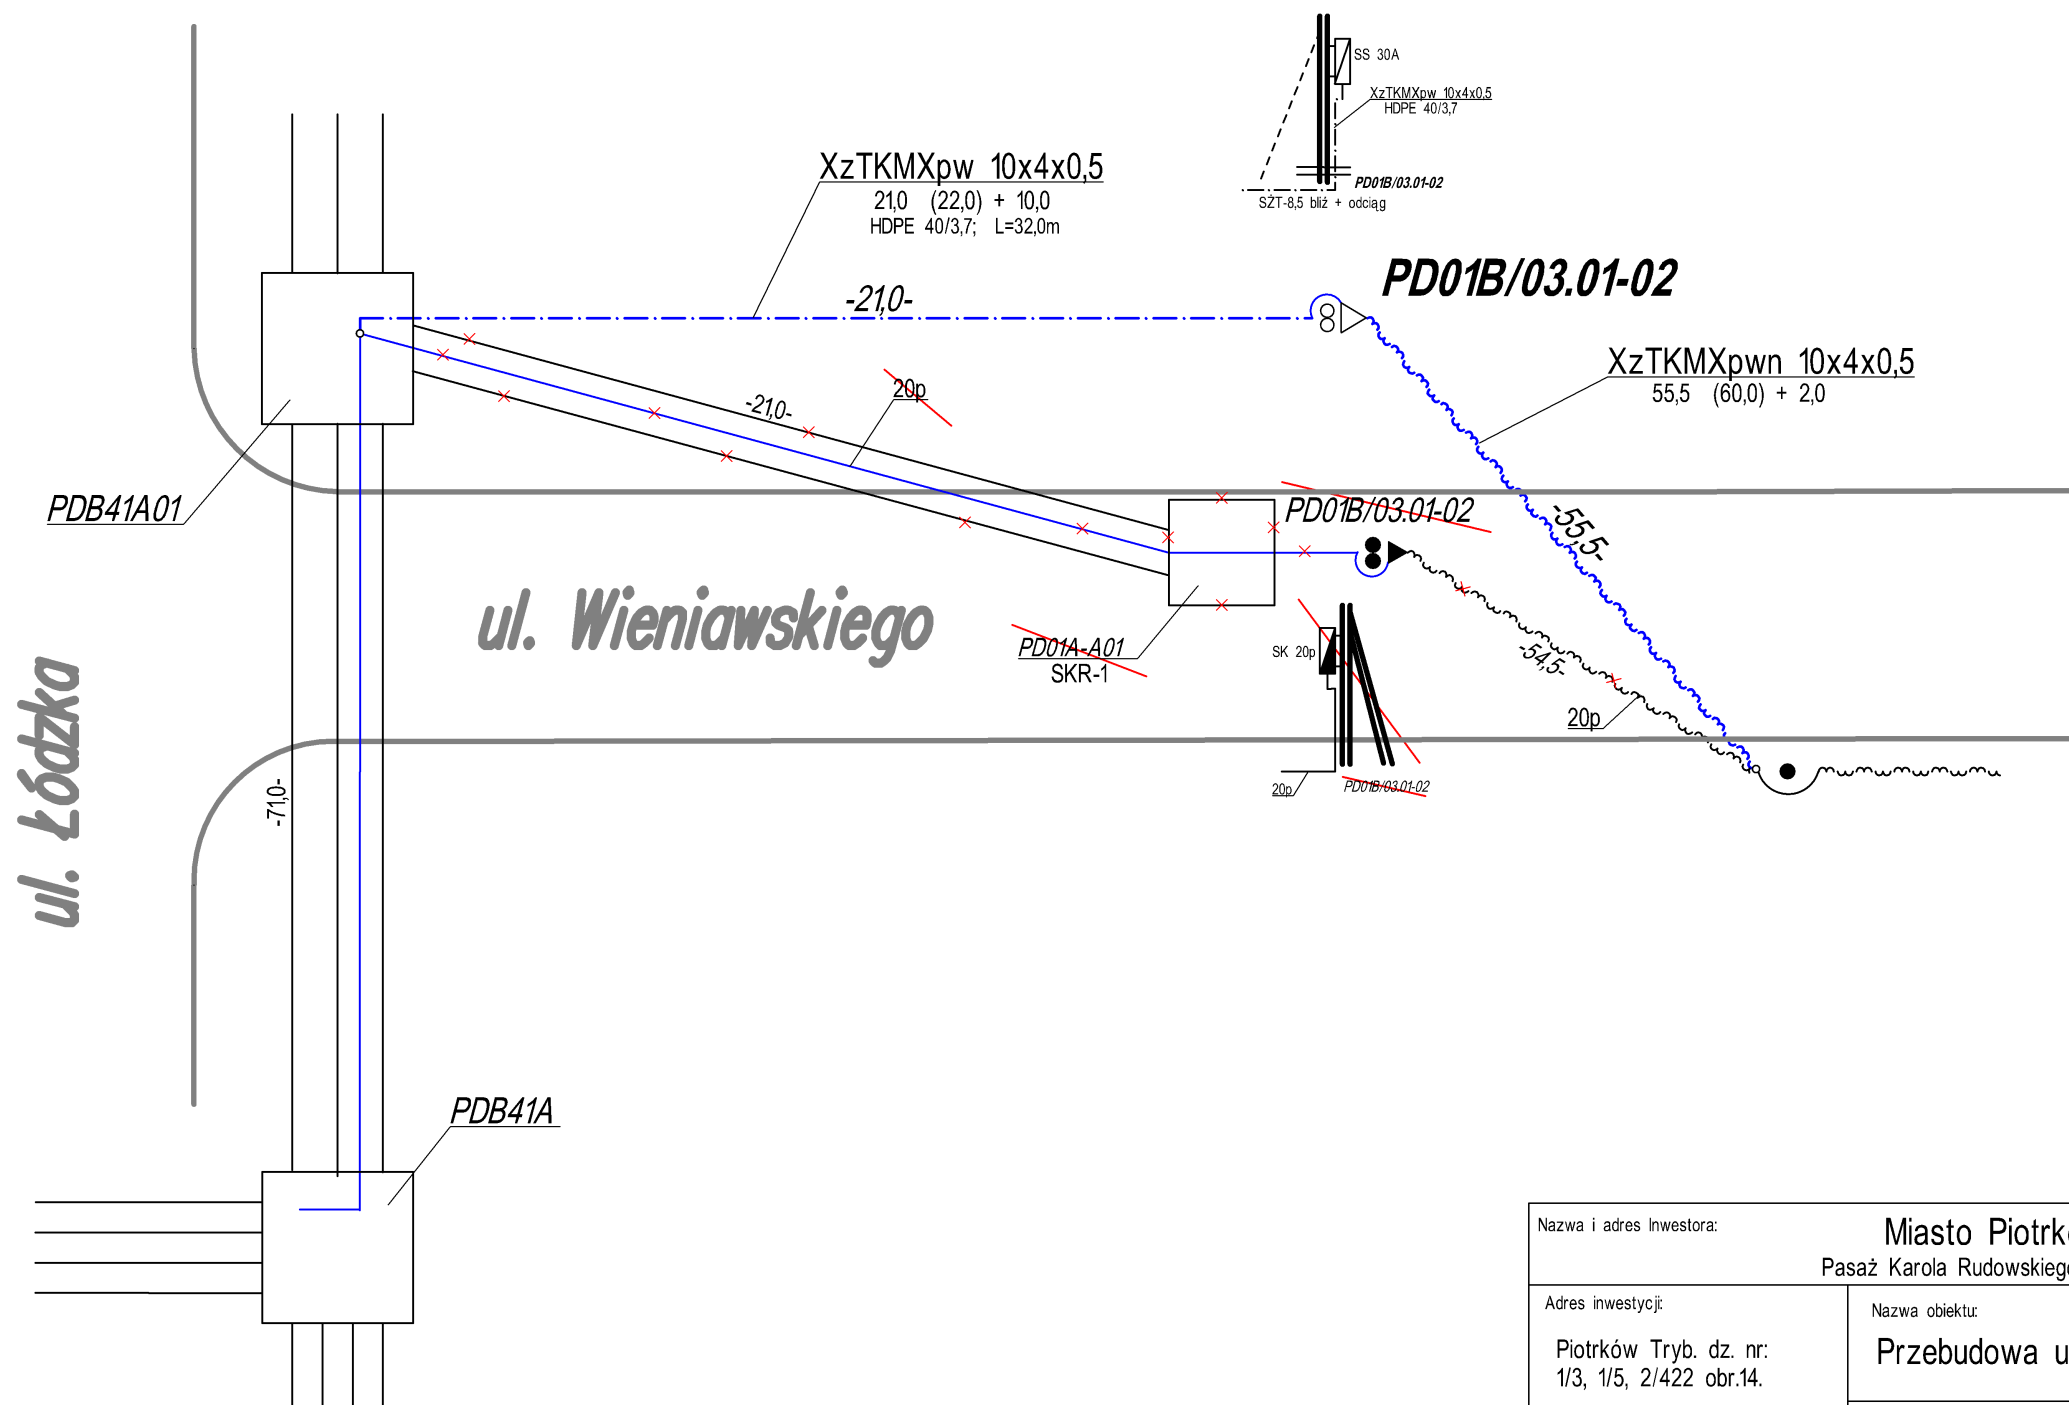 SS 30A
XzTKMXpw 10x4x0,5
HDPE 40/3,7
PD01B/03.01-02
SŻT-8,5 bliź + odciąg
XzTKMXpw 10x4x0,5
21,0 (22,0) + 10,0
HDPE 40/3,7; L=32,0m
-21,0-
PD01B/03.01-02
XzTKMXpwn 10x4x0,5
55,5 (60,0) + 2,0
20p
-21,0-
PDB41A01
PD01B/03.01-02
-55,5-
ul. Wieniawskiego
PD01A-A01
SKR-1
SK 20p
-54,5-
20p
20p
PD01B/03.01-02
ul. Łódzka
-71,0-
PDB41A
Nazwa i adres Inwestora:
Miasto Piotrk
Pasaż Karola Rudowskieg
Adres inwestycji:
Nazwa obiektu:
Piotrków Tryb. dz. nr:
1/3, 1/5, 2/422 obr.14.
Przebudowa u